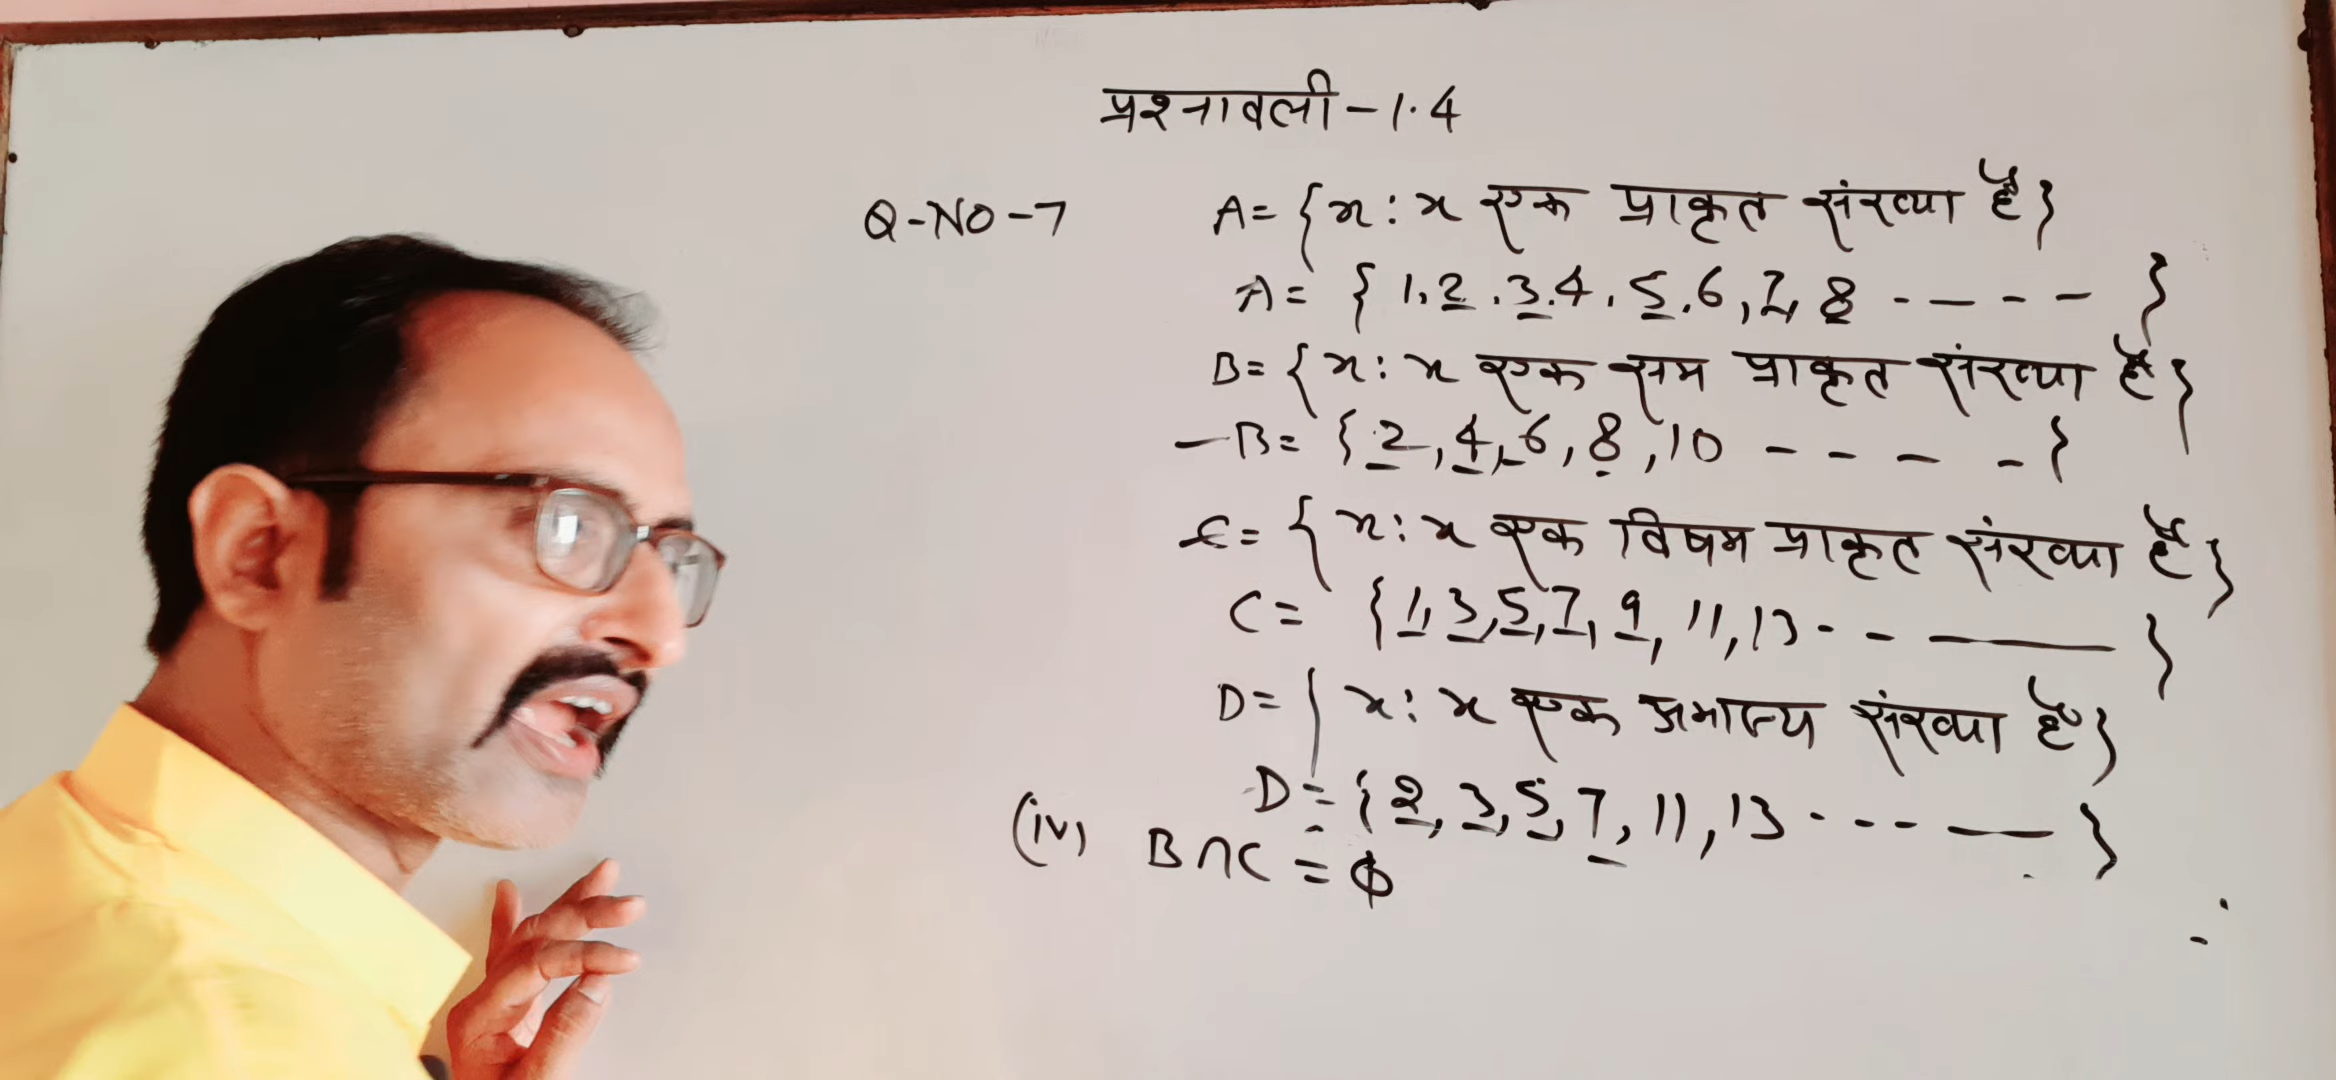 प्रश्नावली - 1.4
Q-NO-7 A= {x : x एक प्राकृत संख्या है}
A= { 1, 2, 3, 4, 5, 6, 7, 8 - - - - }
B= {x : x एक सम प्राकृत संख्या है}
B= { 2, 4, 6, 8, 10 - - - - }
C= {x : x एक विषम प्राकृत संख्या है}
C= { 1, 3, 5, 7, 9, 11, 13 - - - }
D= { x : x एक अभाज्य संख्या है}
D= { 2, 3, 5, 7, 11, 13 - - - - }
(iv) B∩C = ϕ